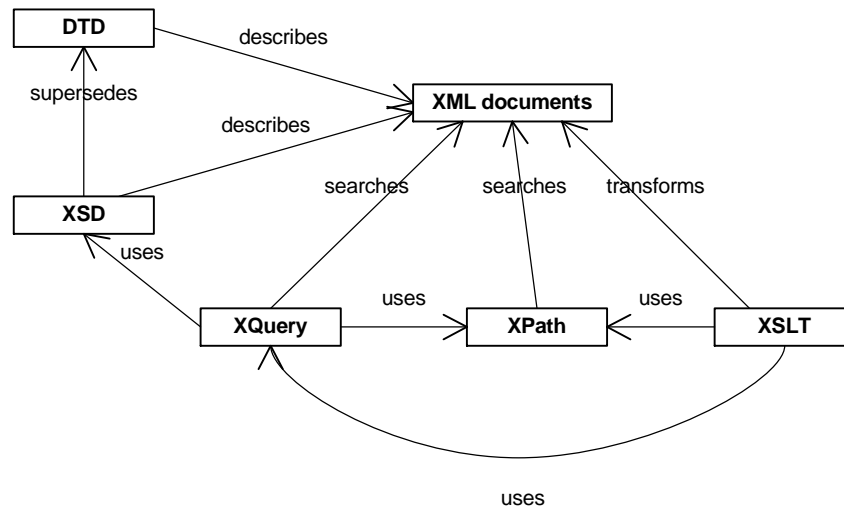 DTD
describes
XML documents
supersedes
describes
searches
searches
transforms
XSD
uses
uses
uses
XQuery
XPath
XSLT
uses